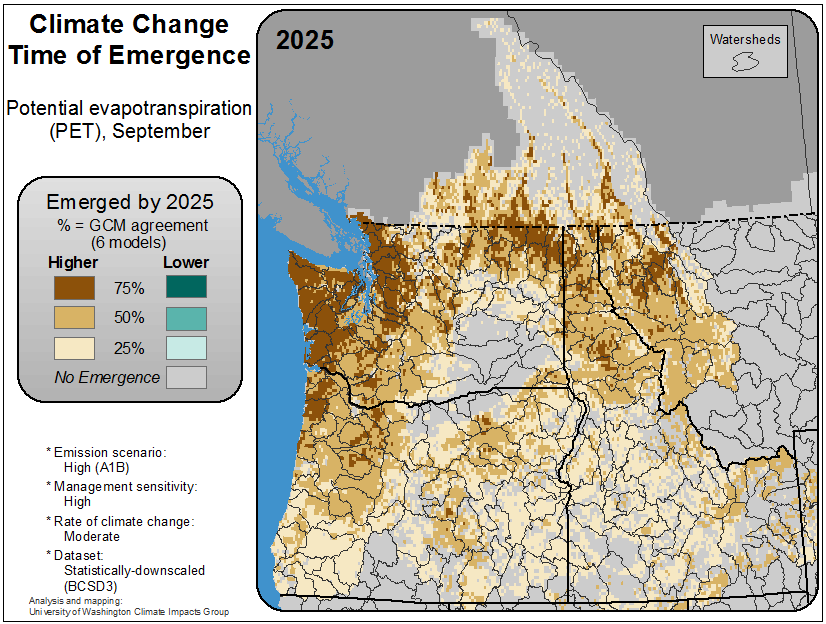 Climate Change
Time of Emergence
Potential evapotranspiration
(PET), September
Emerged by 2025
% = GCM agreement
(6 models)
Higher Lower
75%
50%
25%
No Emergence
* Emission scenario:
High (A1B)
* Management sensitivity:
High
* Rate of climate change:
Moderate
* Dataset:
Statistically-downscaled
(BCSD3)
Analysis and mapping:
University of Washington Climate Impacts Group
2025
Watersheds